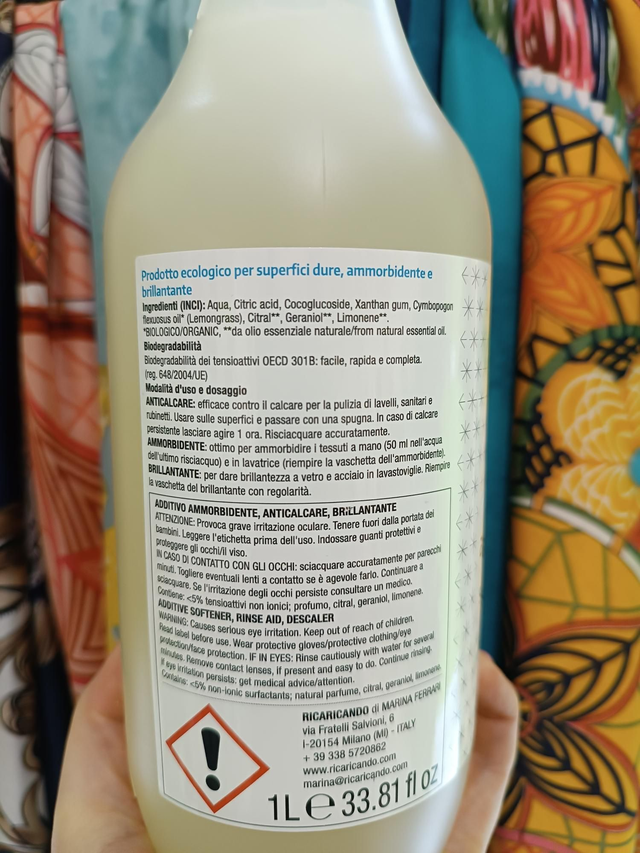 Prodotto ecologico per superfici dure, ammorbidente e
brillantante
Ingredienti (INCI): Aqua, Citric acid, Cocoglucoside, Xanthan gum, Cymbopogon
flexuosus oil* (Lemongrass), Citral**, Geraniol**, Limonene**.
*BIOLOGICO/ORGANIC, **da olio essenziale naturale/from natural essential oil.
Biodegradabilità
Biodegradabilità dei tensioattivi OECD 301B: facile, rapida e completa.
(reg. 648/2004/UE)
Modalità d'uso e dosaggio
ANTICALCARE: efficace contro il calcare per la pulizia di lavelli, sanitari e
rubinetti. Usare sulle superfici e passare con una spugna. In caso di calcare
persistente lasciare agire 1 ora. Risciacquare accuratamente.
AMMORBIDENTE: ottimo per ammorbidire i tessuti a mano (50 ml nell'acqua
dell'ultimo risciacquo) e in lavatrice (riempire la vaschetta dell'ammorbidente).
BRILLANTANTE: per dare brillantezza a vetro e acciaio in lavastoviglie. Riempire
la vaschetta del brillantante con regolarità.
ADDITIVO AMMORBIDENTE, ANTICALCARE, BRILLANTANTE
ATTENZIONE: Provoca grave irritazione oculare. Tenere fuori dalla portata dei
bambini. Leggere l'etichetta prima dell'uso. Indossare guanti protettivi e
proteggere gli occhi/il viso.
IN CASO DI CONTATTO CON GLI OCCHI: sciacquare accuratamente per parecchi
minuti. Togliere eventuali lenti a contatto se è agevole farlo. Continuare a
sciacquare. Se l'irritazione degli occhi persiste consultare un medico.
Contiene: <5% tensioattivi non ionici; profumo, citral, geraniol, limonene.
ADDITIVE SOFTENER, RINSE AID, DESCALER
WARNING: Causes serious eye irritation. Keep out of reach of children.
Read label before use. Wear protective gloves/protective clothing/eye
protection/face protection. IF IN EYES: Rinse cautiously with water for several
minutes. Remove contact lenses, if present and easy to do. Continue rinsing.
If eye irritation persists: get medical advice/attention.
Contains: <5% non-ionic surfactants; natural parfume, citral, geraniol, limonene.
RICARICANDO di MARINA FERRARI
via Fratelli Salvioni, 6
I-20154 Milano (MI) - ITALY
+ 39 338 5720862
www.ricaricando.com
marina@ricaricando.com
1L ℮ 33.81 fl oz